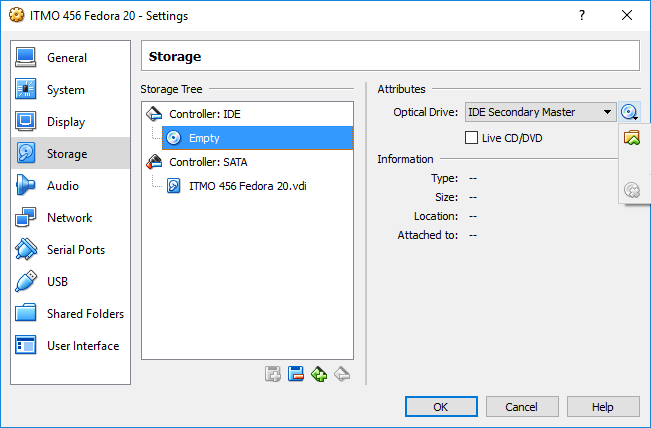 ITMO 456 Fedora 20 - Settings
?
General
System
Display
Storage
Audio
Network
Serial Ports
USB
Shared Folders
User Interface
Storage
Storage Tree
Controller: IDE
Empty
Controller: SATA
ITMO 456 Fedora 20.vdi
Attributes
Optical Drive: IDE Secondary Master
Live CD/DVD
Information
Type: --
Size: --
Location: --
Attached to: --
OK
Cancel
Help